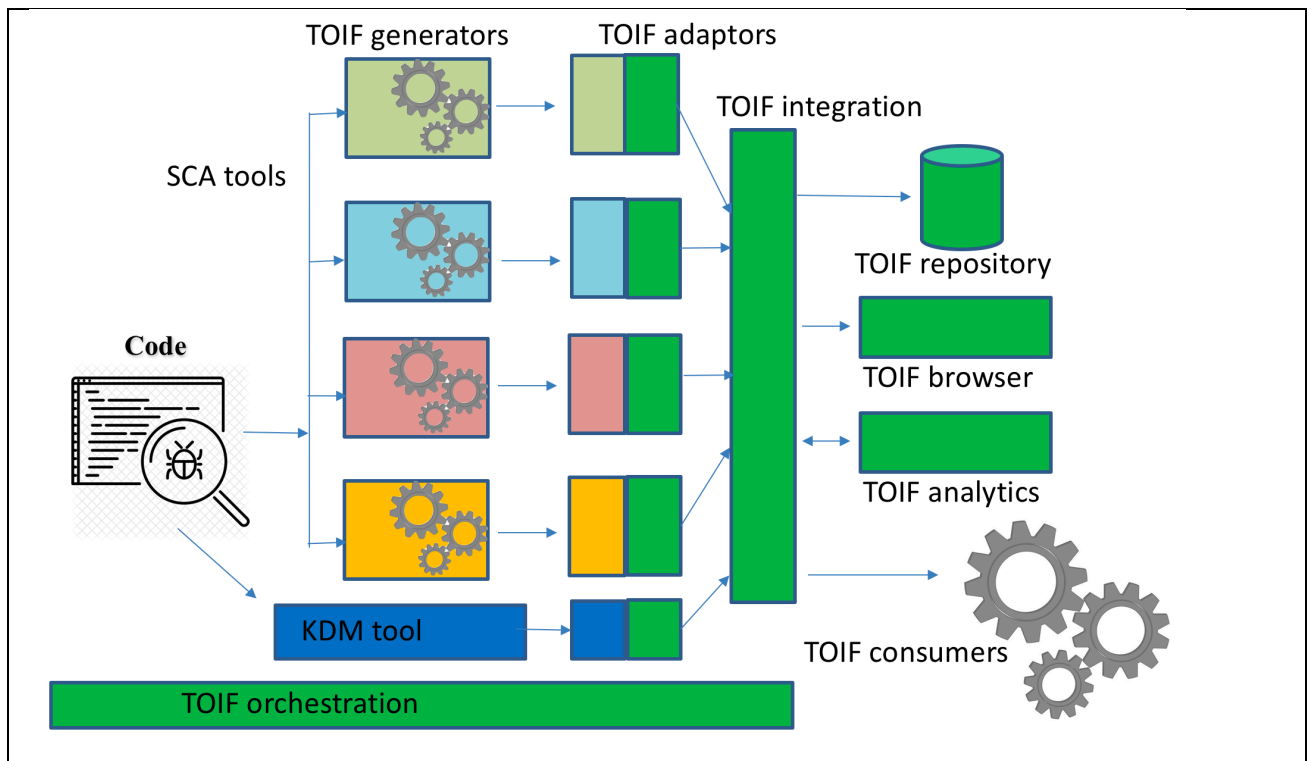 TOIF generators
TOIF adaptors
TOIF integration
SCA tools
TOIF repository
Code
TOIF browser
TOIF analytics
KDM tool
TOIF consumers
TOIF orchestration